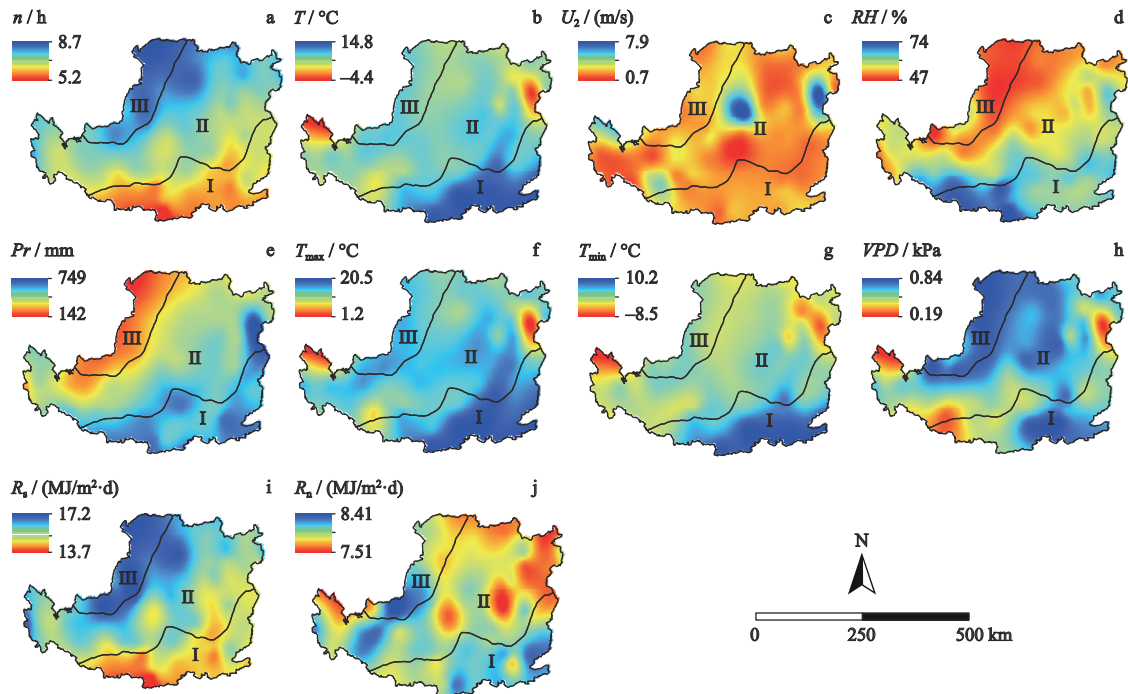 n / h a
8.7
5.2
III
II
I
T / °C b
14.8
−4.4
III
II
I
U₂ / (m/s) c
7.9
0.7
III
II
I
RH / % d
74
47
III
II
I
Pr / mm e
749
142
III
II
I
Tmax / °C f
20.5
1.2
III
II
I
Tmin / °C g
10.2
−8.5
III
II
I
VPD / kPa h
0.84
0.19
III
II
I
Rs / (MJ/m²·d) i
17.2
13.7
III
II
I
Rn / (MJ/m²·d) j
8.41
7.51
III
II
I
N
0 250 500 km